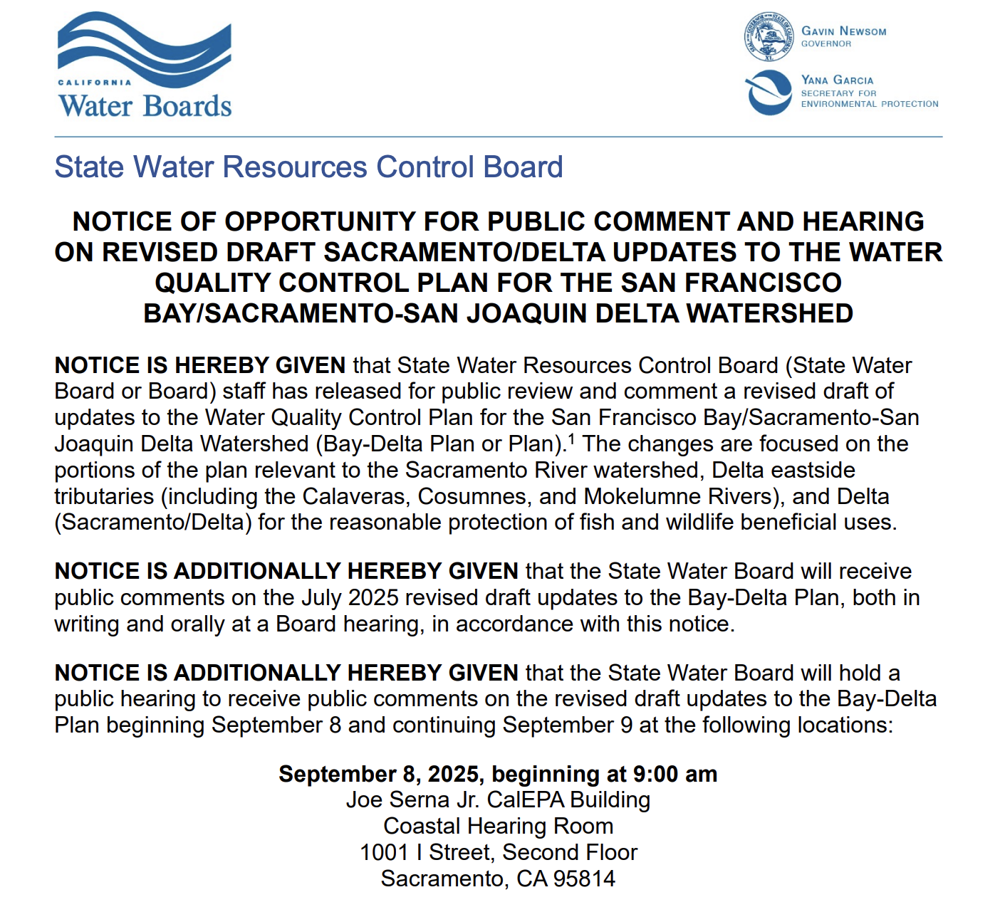 CALIFORNIA
Water Boards
GAVIN NEWSOM
GOVERNOR
YANA GARCIA
SECRETARY FOR
ENVIRONMENTAL PROTECTION
State Water Resources Control Board
NOTICE OF OPPORTUNITY FOR PUBLIC COMMENT AND HEARING
ON REVISED DRAFT SACRAMENTO/DELTA UPDATES TO THE WATER
QUALITY CONTROL PLAN FOR THE SAN FRANCISCO
BAY/SACRAMENTO-SAN JOAQUIN DELTA WATERSHED
NOTICE IS HEREBY GIVEN that State Water Resources Control Board (State Water
Board or Board) staff has released for public review and comment a revised draft of
updates to the Water Quality Control Plan for the San Francisco Bay/Sacramento-San
Joaquin Delta Watershed (Bay-Delta Plan or Plan).¹ The changes are focused on the
portions of the plan relevant to the Sacramento River watershed, Delta eastside
tributaries (including the Calaveras, Cosumnes, and Mokelumne Rivers), and Delta
(Sacramento/Delta) for the reasonable protection of fish and wildlife beneficial uses.
NOTICE IS ADDITIONALLY HEREBY GIVEN that the State Water Board will receive
public comments on the July 2025 revised draft updates to the Bay-Delta Plan, both in
writing and orally at a Board hearing, in accordance with this notice.
NOTICE IS ADDITIONALLY HEREBY GIVEN that the State Water Board will hold a
public hearing to receive public comments on the revised draft updates to the Bay-Delta
Plan beginning September 8 and continuing September 9 at the following locations:
September 8, 2025, beginning at 9:00 am
Joe Serna Jr. CalEPA Building
Coastal Hearing Room
1001 I Street, Second Floor
Sacramento, CA 95814